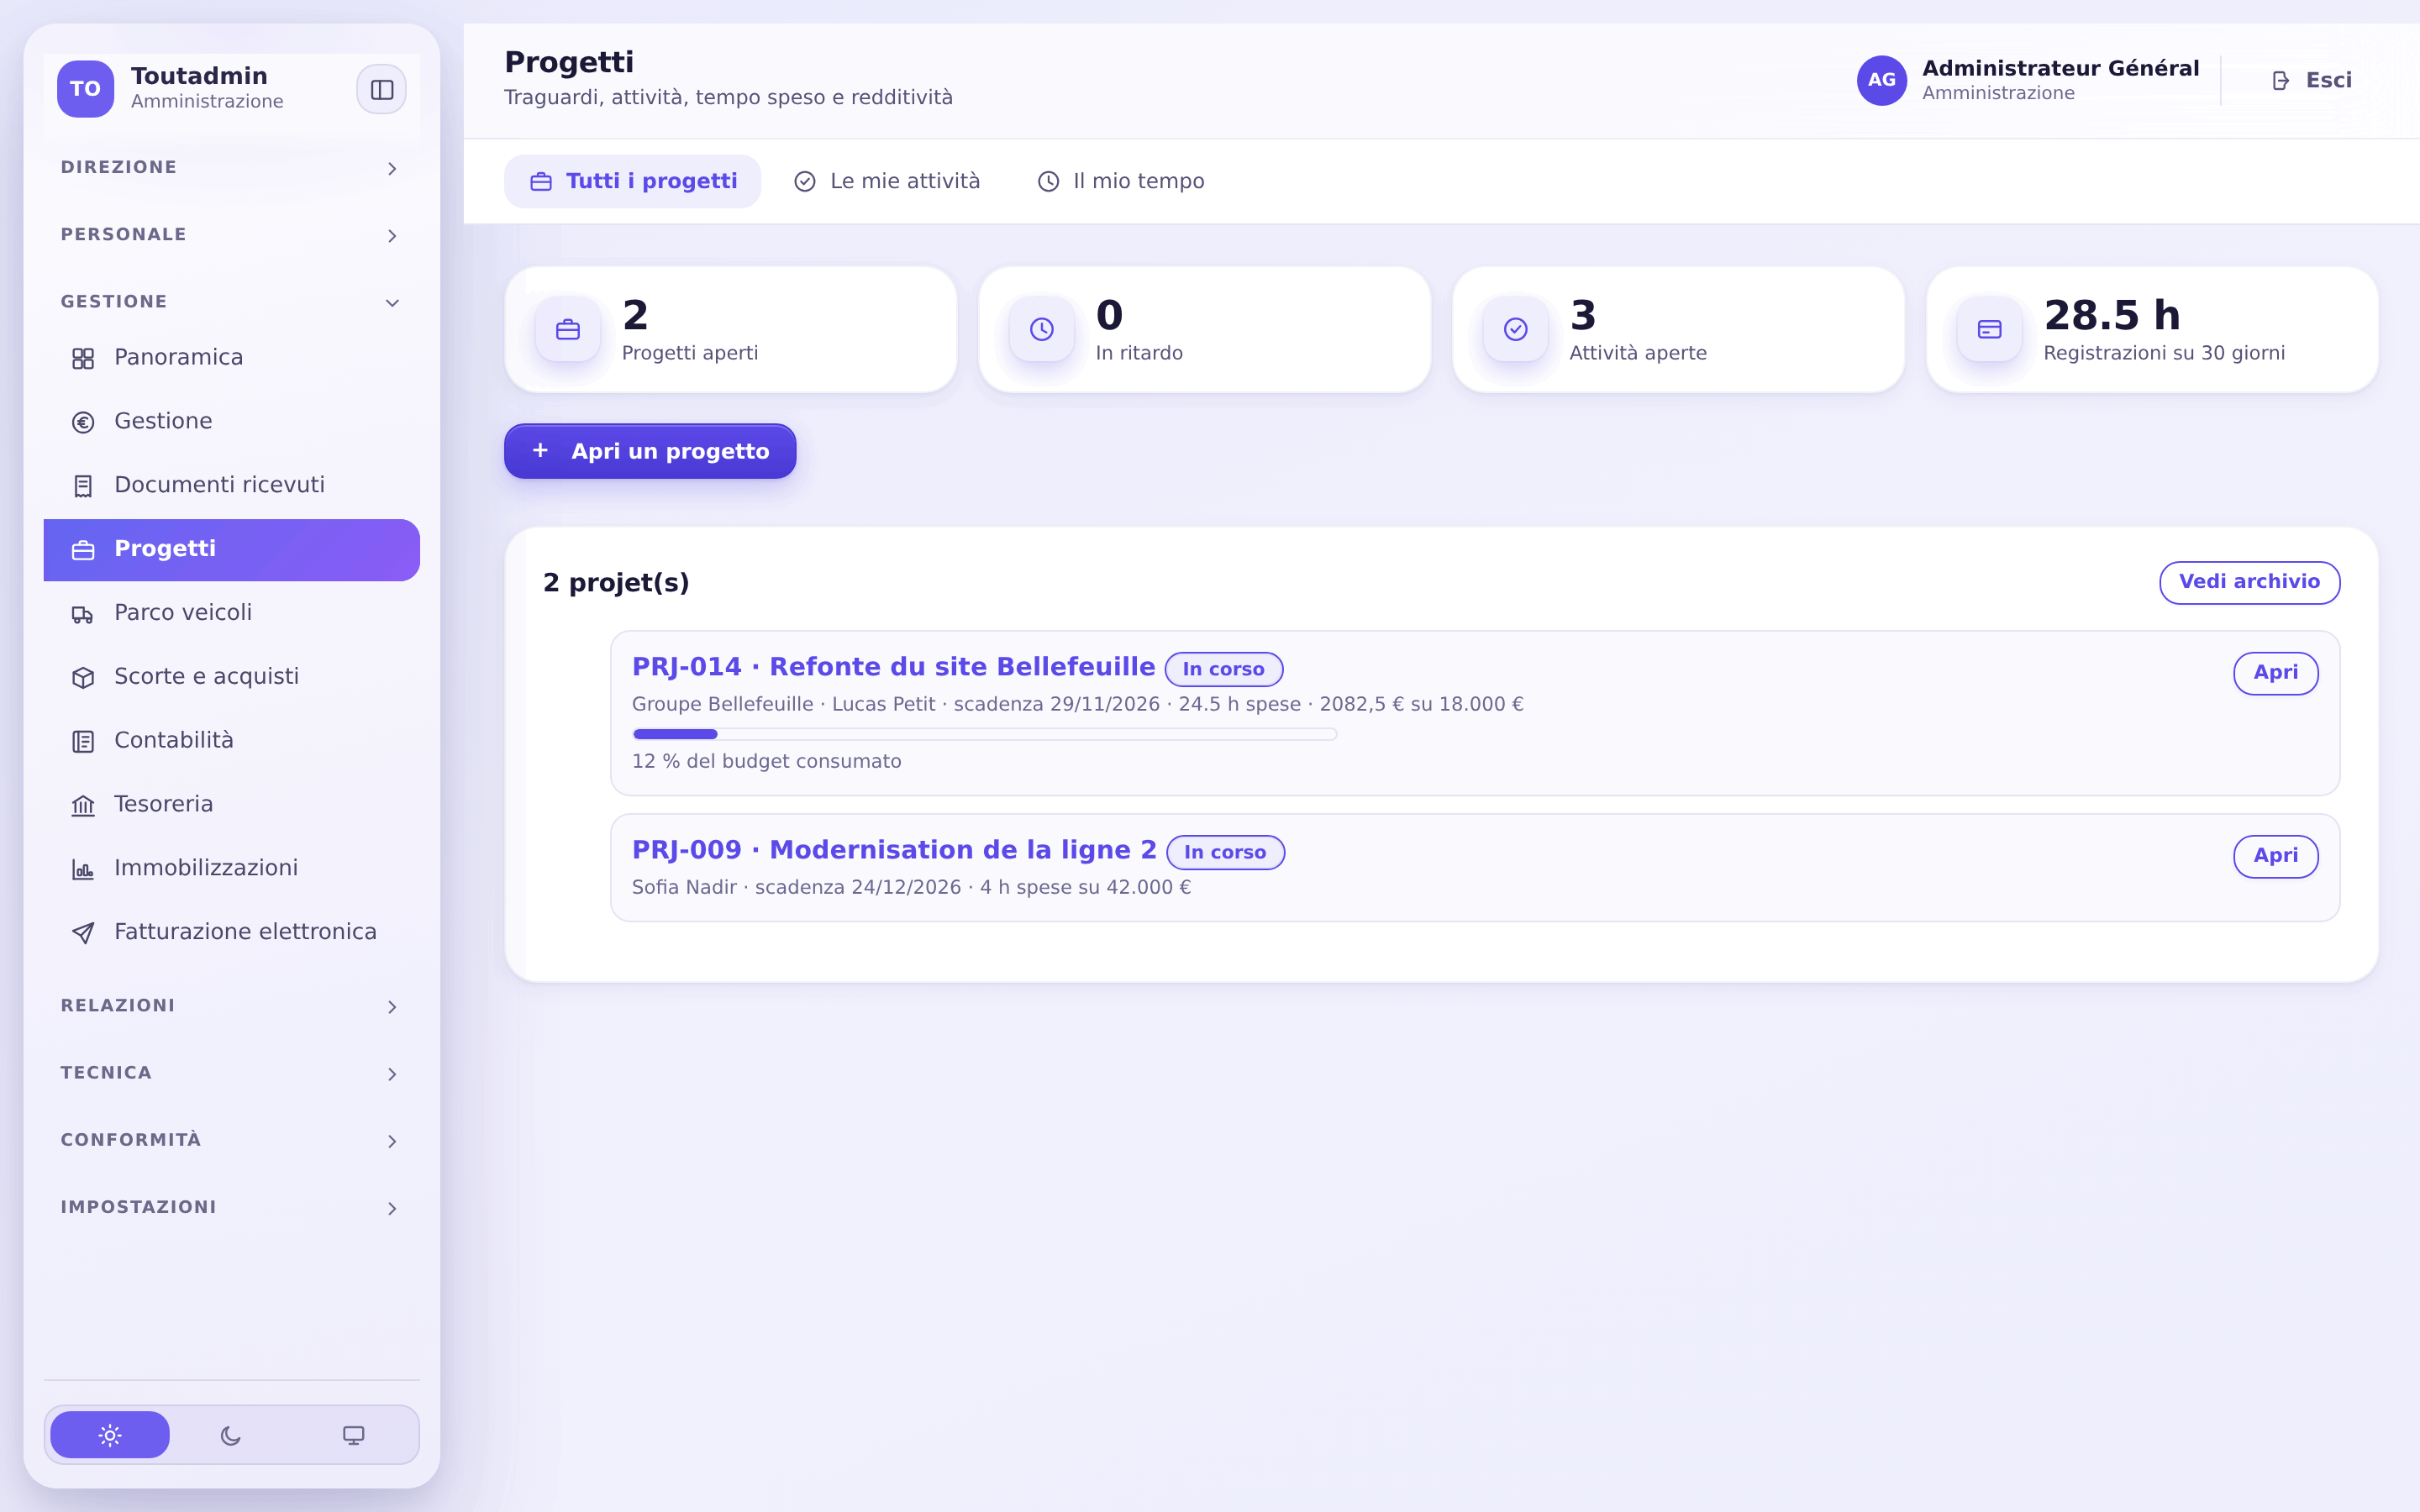 TO
Toutadmin
Amministrazione
DIREZIONE
PERSONALE
GESTIONE
Panoramica
Gestione
Documenti ricevuti
Progetti
Parco veicoli
Scorte e acquisti
Contabilità
Tesoreria
Immobilizzazioni
Fatturazione elettronica
RELAZIONI
TECNICA
CONFORMITÀ
IMPOSTAZIONI
Progetti
Traguardi, attività, tempo speso e redditività
AG
Administrateur Général
Amministrazione
Esci
Tutti i progetti
Le mie attività
Il mio tempo
2
Progetti aperti
0
In ritardo
3
Attività aperte
28.5 h
Registrazioni su 30 giorni
+ Apri un progetto
2 projet(s)
Vedi archivio
PRJ-014 · Refonte du site Bellefeuille In corso
Apri
Groupe Bellefeuille · Lucas Petit · scadenza 29/11/2026 · 24.5 h spese · 2082,5 € su 18.000 €
12 % del budget consumato
PRJ-009 · Modernisation de la ligne 2 In corso
Apri
Sofia Nadir · scadenza 24/12/2026 · 4 h spese su 42.000 €